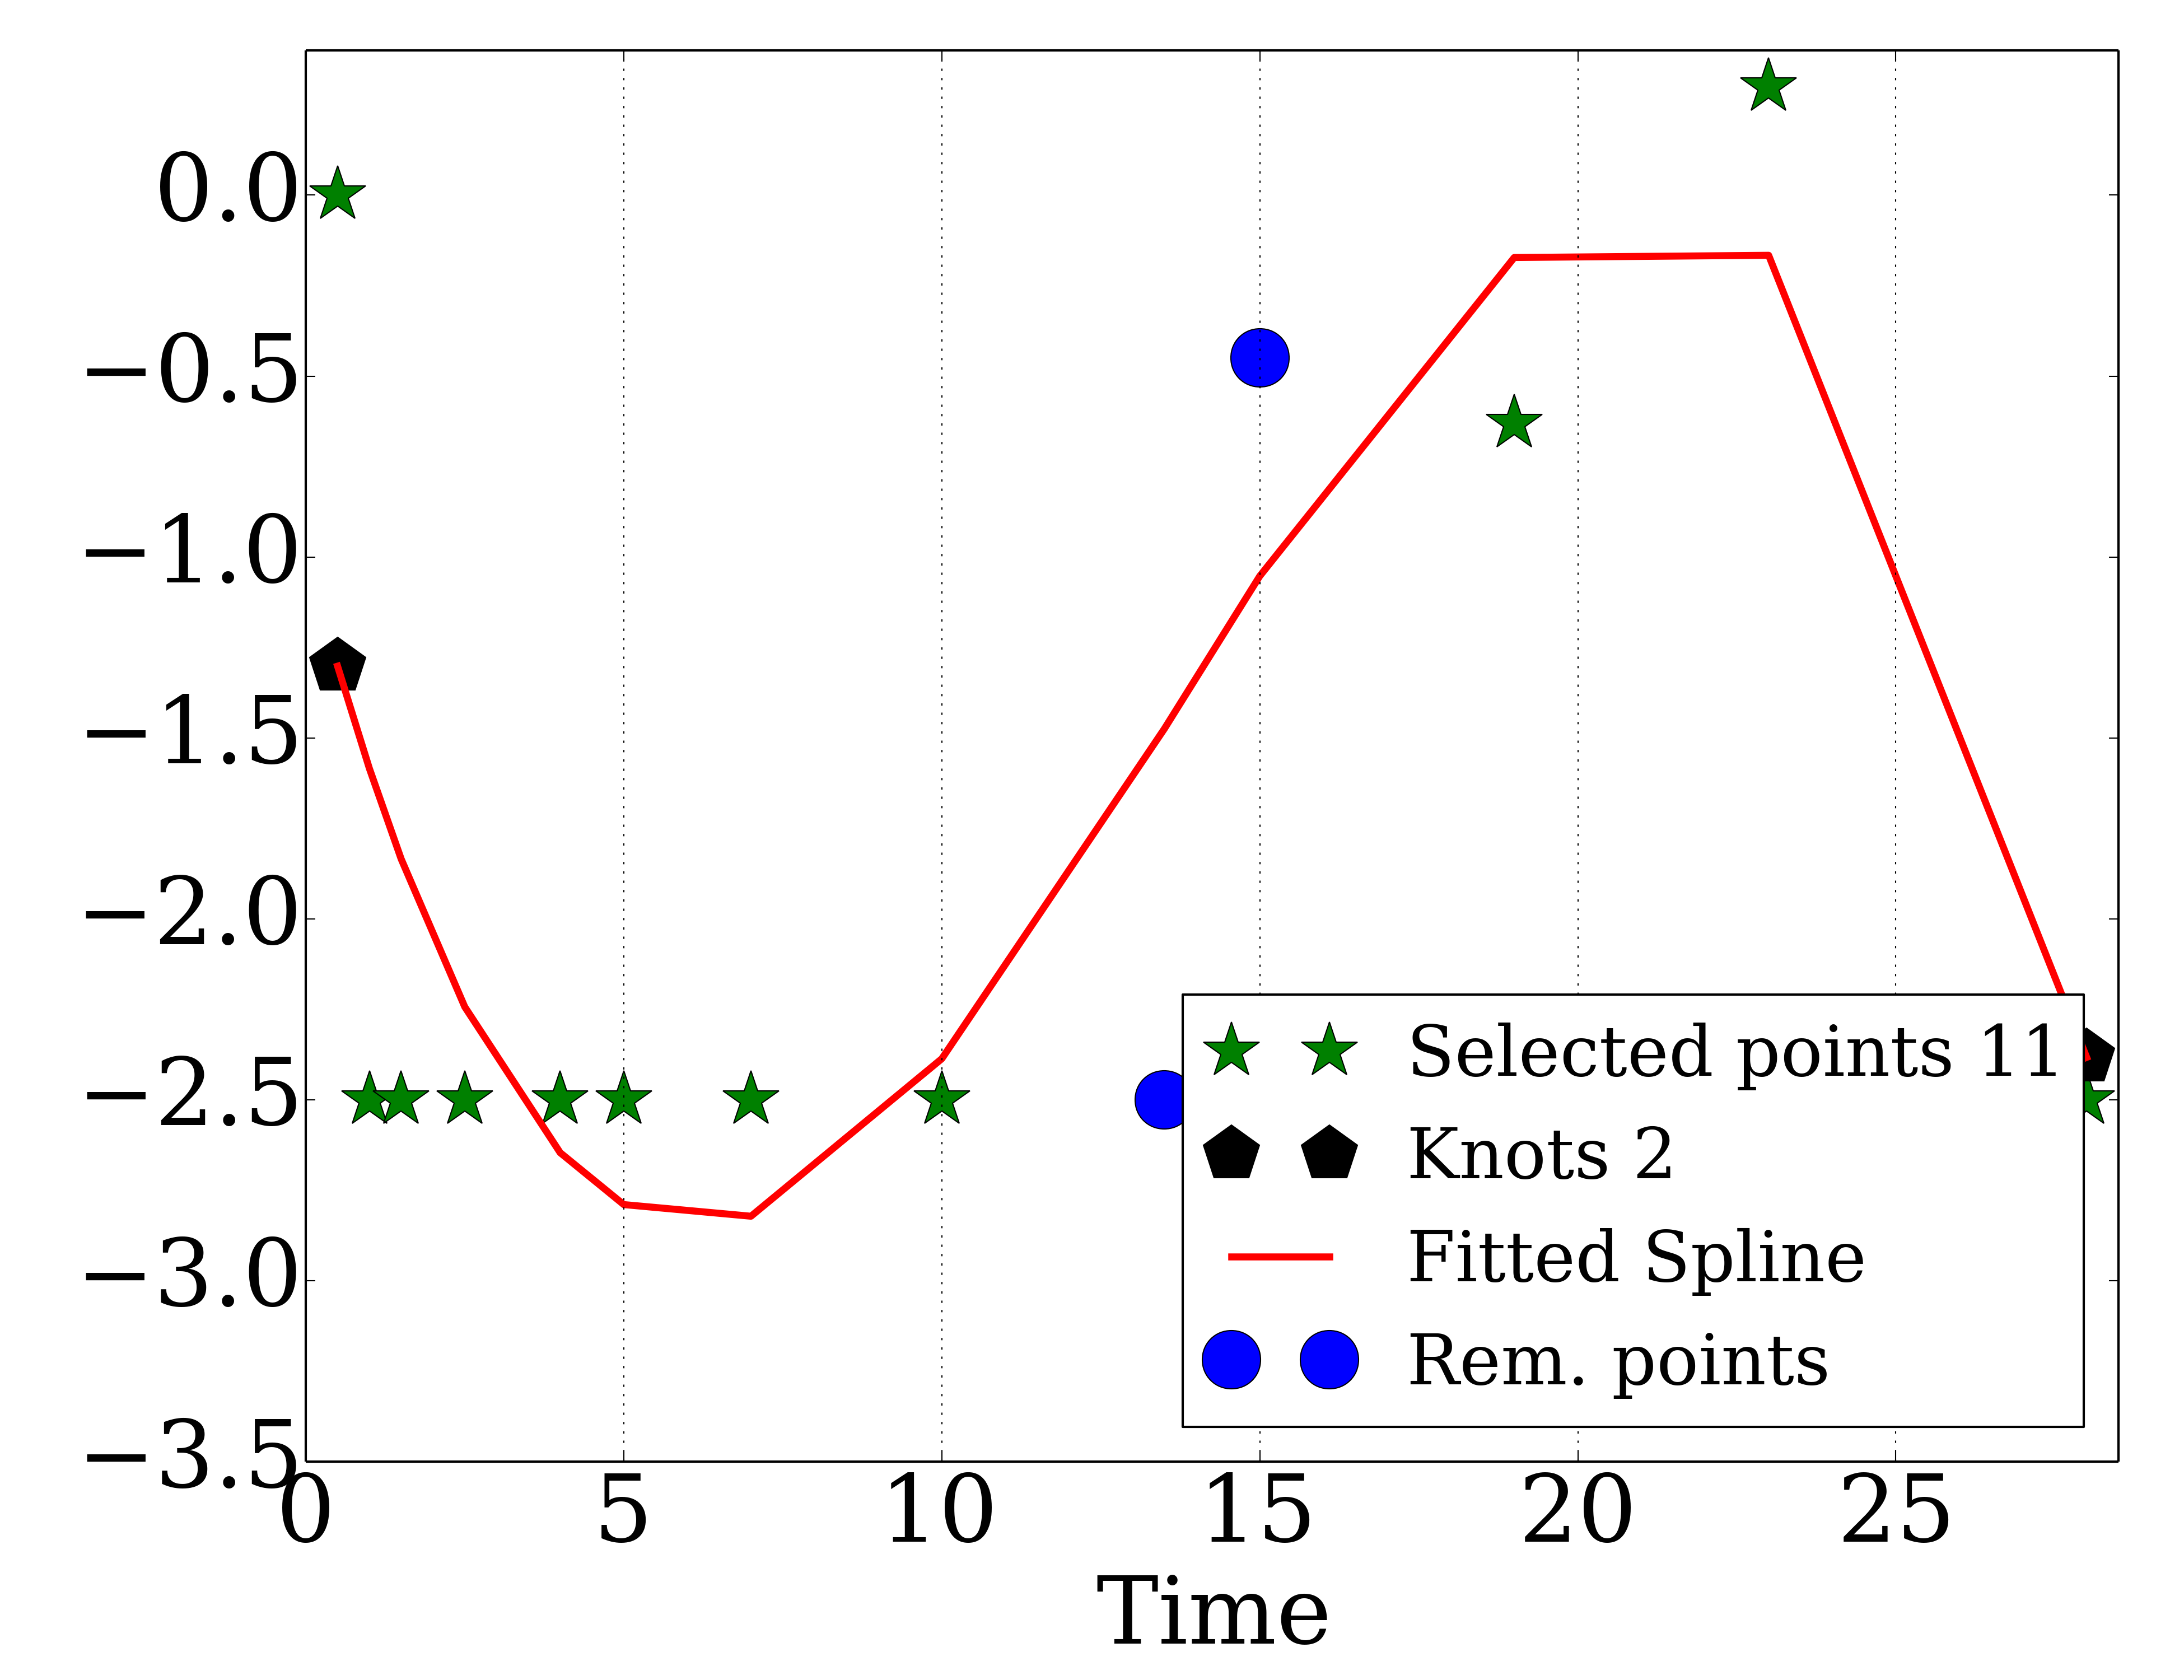 0.0
−0.5
−1.0
−1.5
−2.0
−2.5
−3.0
−3.5
0 5 10 15 20 25
Time
Selected points 11
Knots 2
Fitted Spline
Rem. points